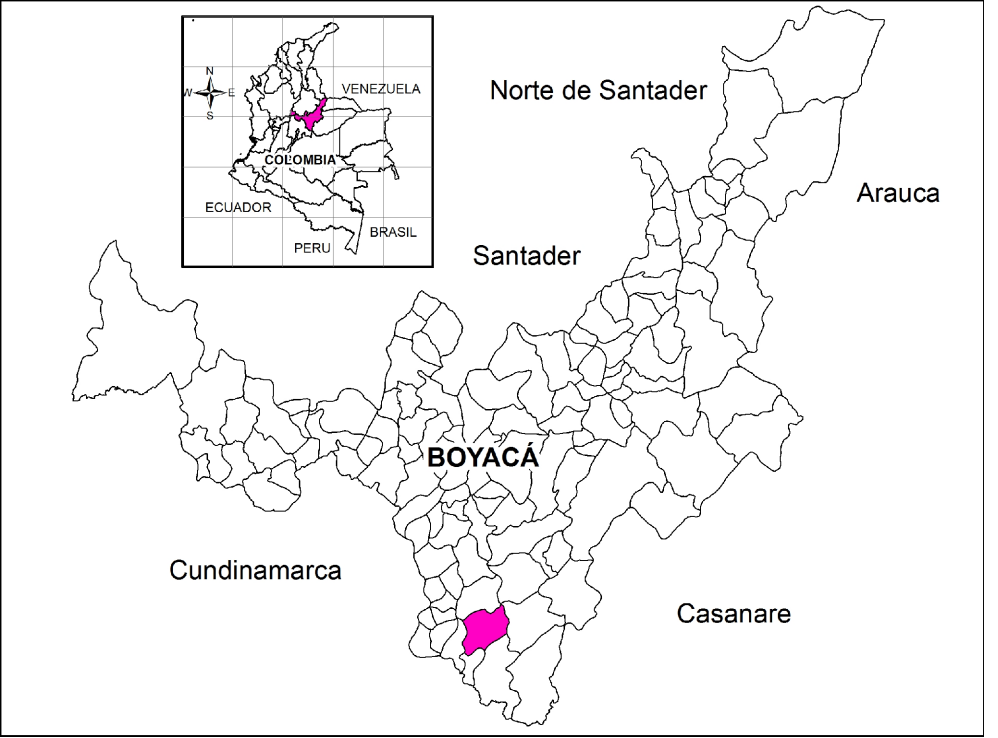 N
W E
S
VENEZUELA
COLOMBIA
ECUADOR
BRASIL
PERU
Norte de Santader
Arauca
Santader
BOYACÁ
Cundinamarca
Casanare